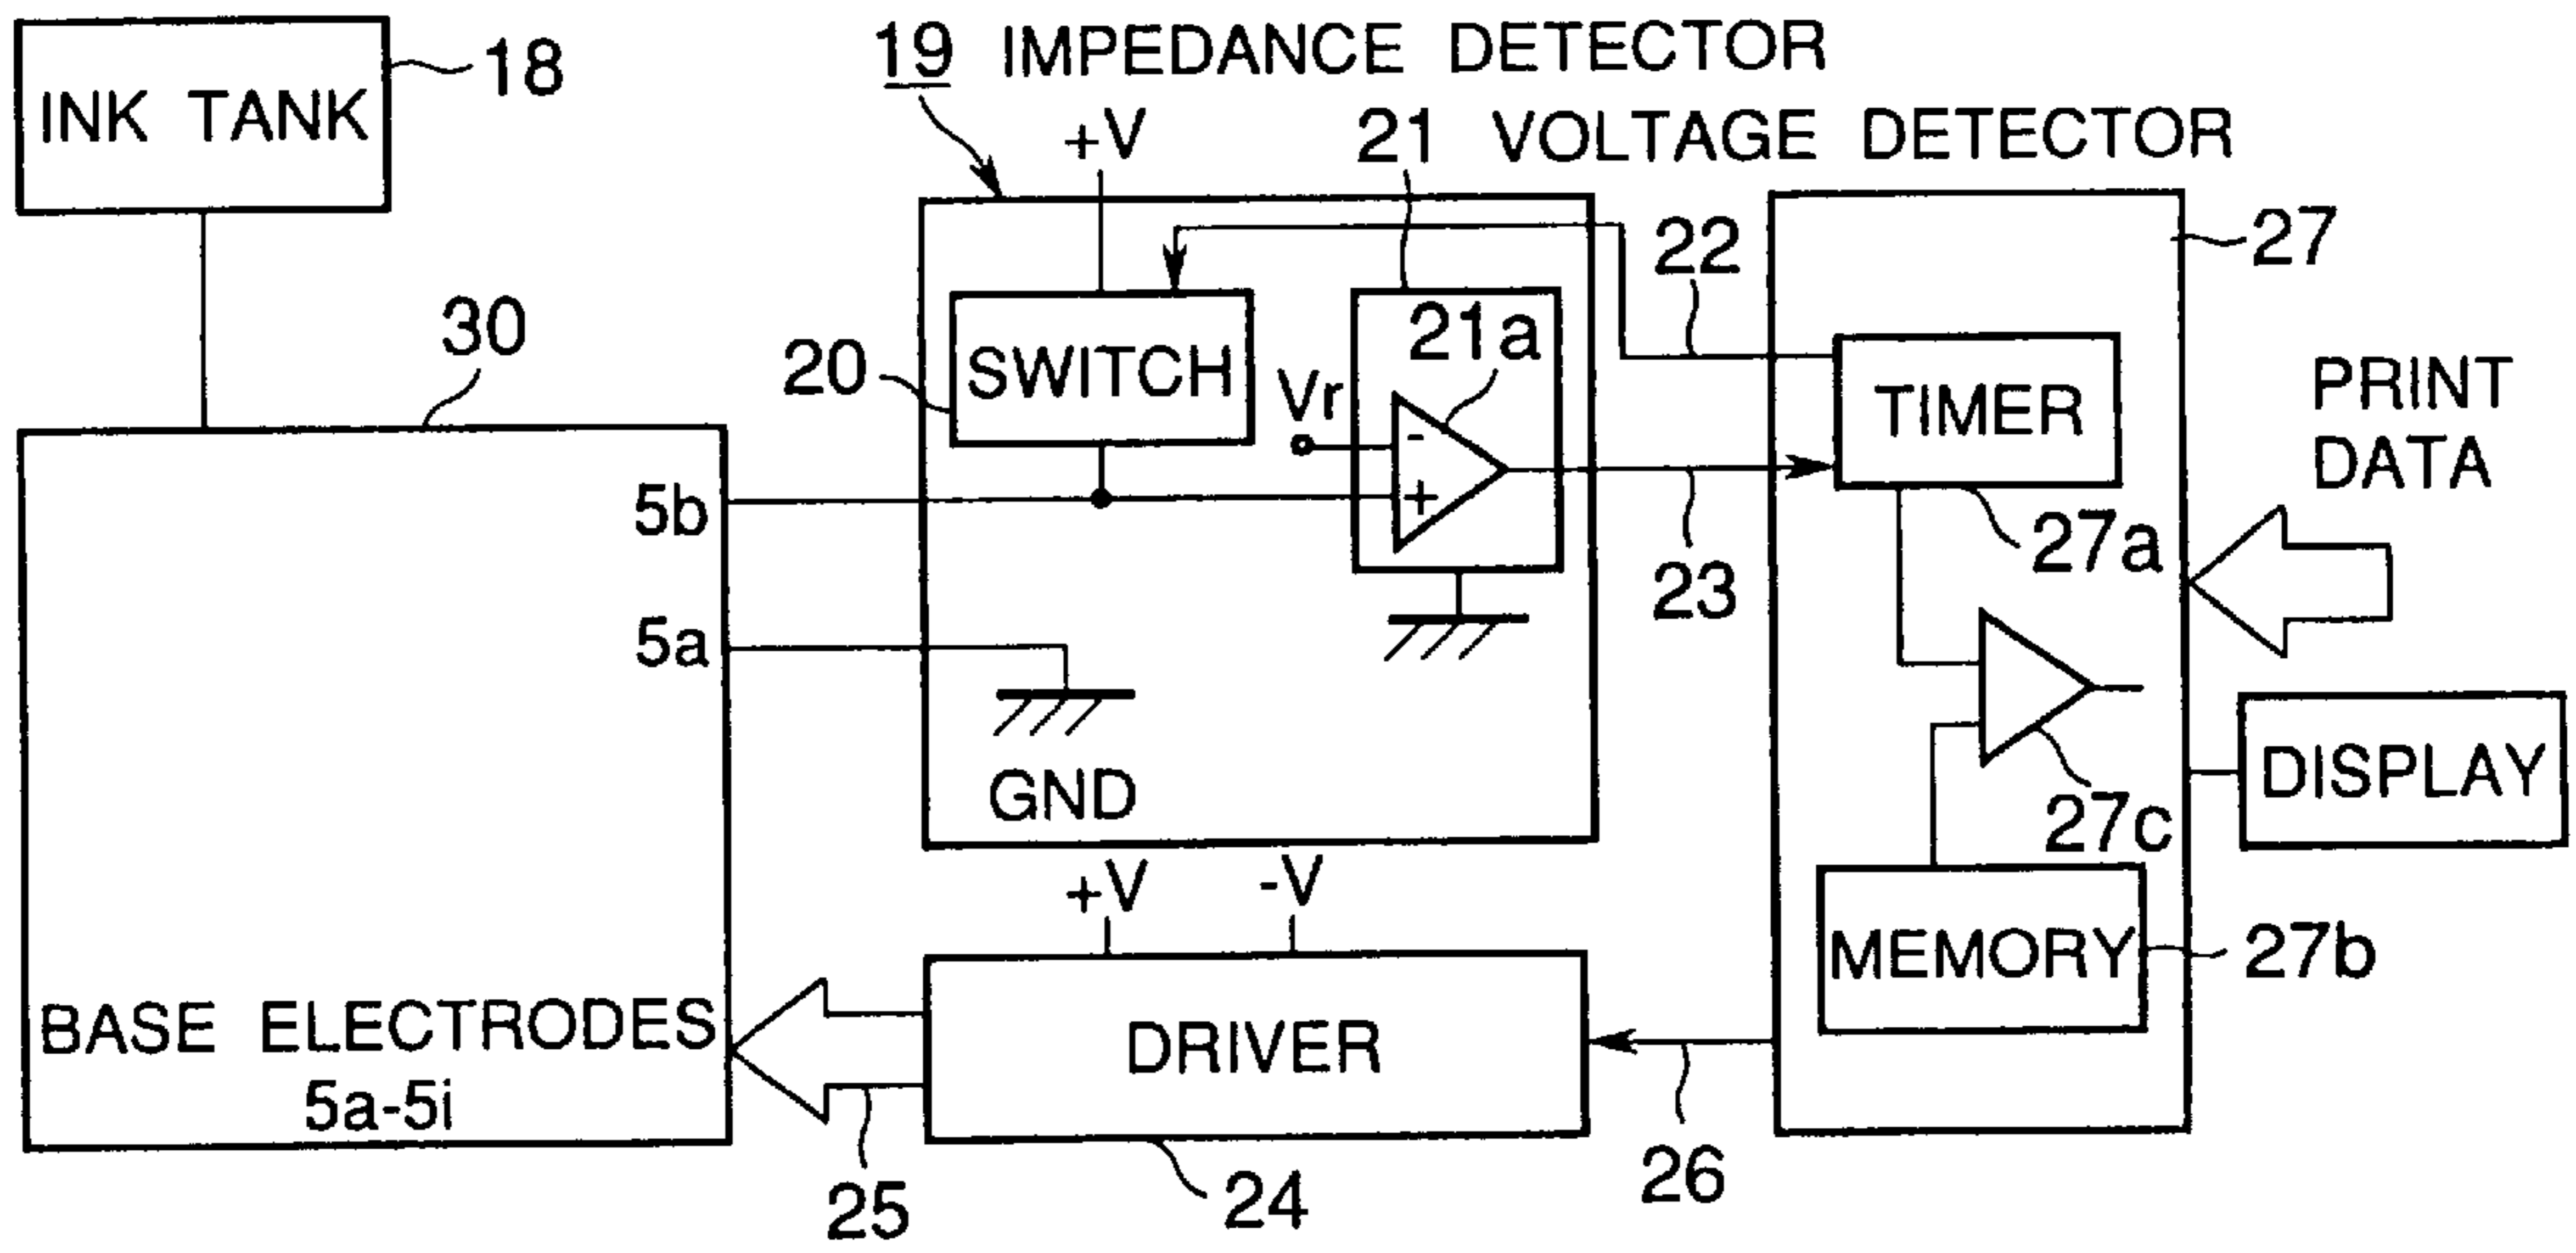 19 IMPEDANCE DETECTOR
18
INK TANK
+V
21 VOLTAGE DETECTOR
22
27
30
20
SWITCH
21a
Vr
-
+
TIMER
PRINT
DATA
5b
23
27a
5a
GND
DISPLAY
27c
+V
-V
MEMORY
27b
BASE ELECTRODES
5a-5i
DRIVER
25
24
26